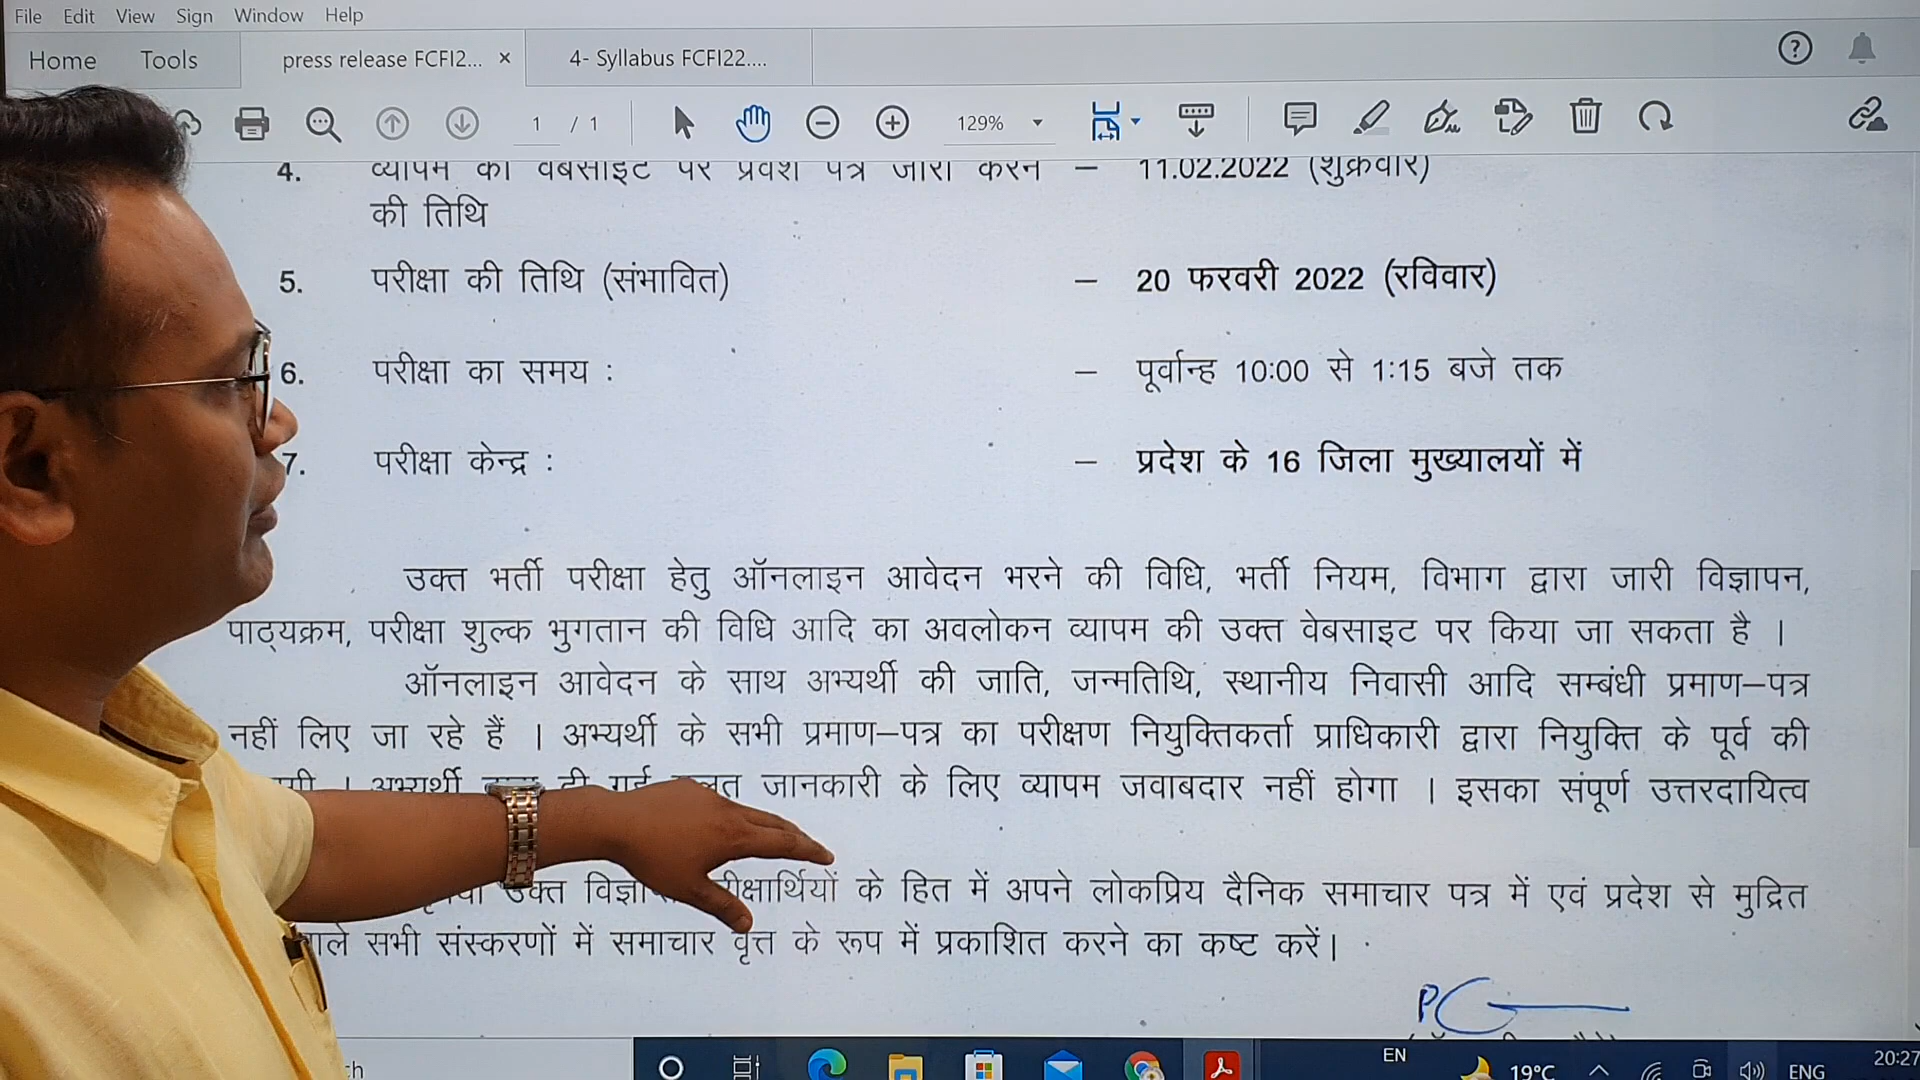 File Edit View Sign Window Help
Home Tools press release FCFI2... × 4- Syllabus FCFI22....
1 / 1 129%
4. व्यापम की वेबसाइट पर प्रवेश पत्र जारी करने – 11.02.2022 (शुक्रवार)
की तिथि
5. परीक्षा की तिथि (संभावित) – 20 फरवरी 2022 (रविवार)
6. परीक्षा का समय : – पूर्वान्ह 10:00 से 1:15 बजे तक
7. परीक्षा केन्द्र : – प्रदेश के 16 जिला मुख्यालयों में
उक्त भर्ती परीक्षा हेतु ऑनलाइन आवेदन भरने की विधि, भर्ती नियम, विभाग द्वारा जारी विज्ञापन,
पाठ्यक्रम, परीक्षा शुल्क भुगतान की विधि आदि का अवलोकन व्यापम की उक्त वेबसाइट पर किया जा सकता है ।
ऑनलाइन आवेदन के साथ अभ्यर्थी की जाति, जन्मतिथि, स्थानीय निवासी आदि सम्बंधी प्रमाण–पत्र
नहीं लिए जा रहे हैं । अभ्यर्थी के सभी प्रमाण–पत्र का परीक्षण नियुक्तिकर्ता प्राधिकारी द्वारा नियुक्ति के पूर्व की
। अभ्यर्थी दी गई जानकारी के लिए व्यापम जवाबदार नहीं होगा । इसका संपूर्ण उत्तरदायित्व
उक्त के हित में अपने लोकप्रिय दैनिक समाचार पत्र में एवं प्रदेश से मुद्रित
सभी संस्करणों में समाचार वृत्त के रूप में प्रकाशित करने का कष्ट करें।
EN 19°C ENG 20:27